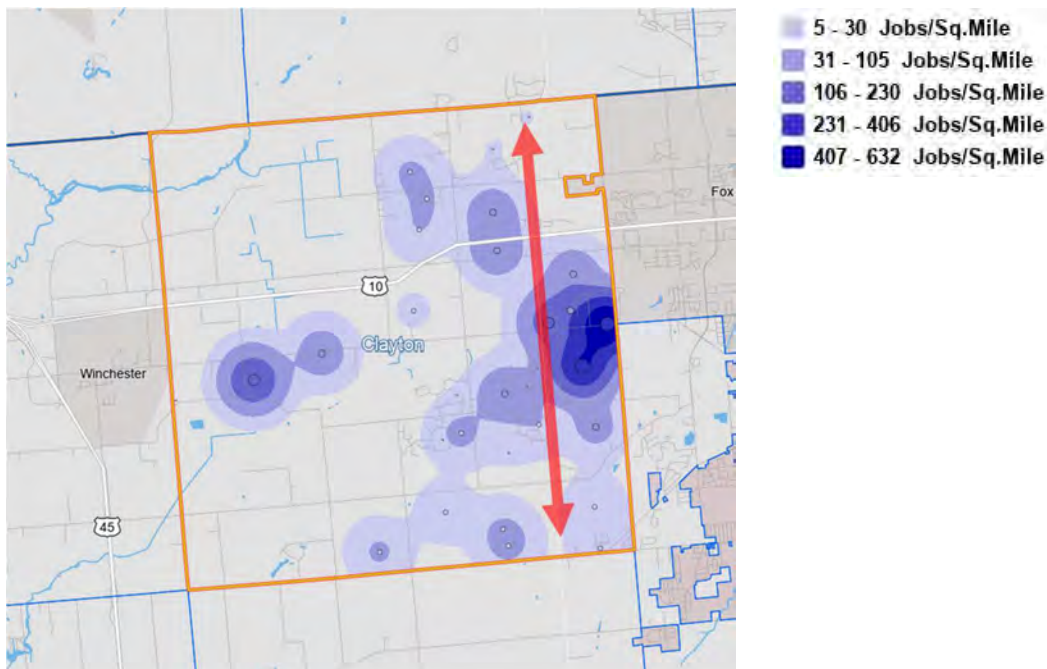 5 - 30 Jobs/Sq.Mile
31 - 105 Jobs/Sq.Mile
106 - 230 Jobs/Sq.Mile
231 - 406 Jobs/Sq.Mile
407 - 632 Jobs/Sq.Mile
Fox
10
Clayton
Winchester
45